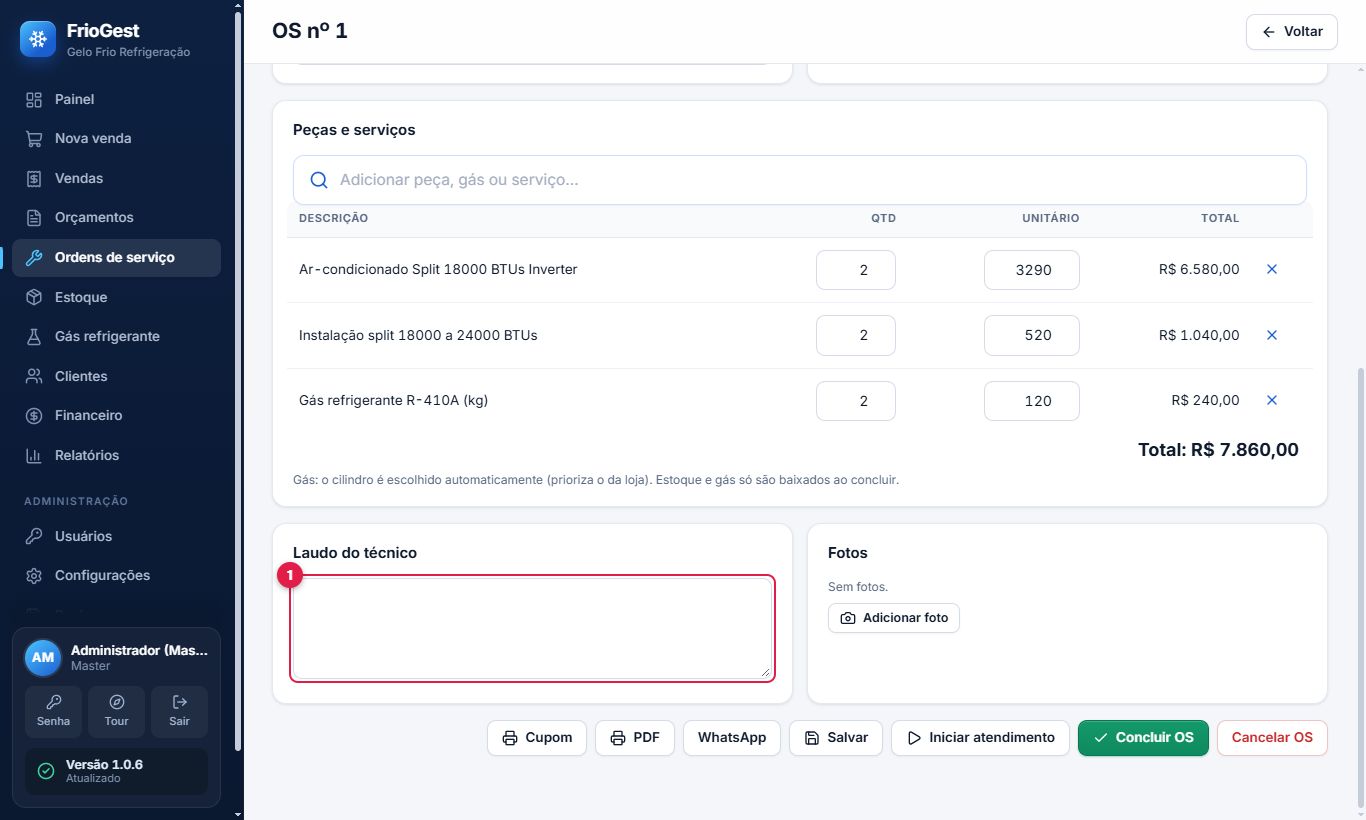 FrioGest
Gelo Frio Refrigeração
Painel
Nova venda
Vendas
Orçamentos
Ordens de serviço
Estoque
Gás refrigerante
Clientes
Financeiro
Relatórios
ADMINISTRAÇÃO
Usuários
Configurações
AM
Administrador (Mas...
Master
Senha
Tour
Sair
Versão 1.0.6
Atualizado
OS nº 1
Voltar
Peças e serviços
Adicionar peça, gás ou serviço...
DESCRIÇÃO QTD UNITÁRIO TOTAL
Ar-condicionado Split 18000 BTUs Inverter 2 3290 R$ 6.580,00
Instalação split 18000 a 24000 BTUs 2 520 R$ 1.040,00
Gás refrigerante R-410A (kg) 2 120 R$ 240,00
Total: R$ 7.860,00
Gás: o cilindro é escolhido automaticamente (prioriza o da loja). Estoque e gás só são baixados ao concluir.
Laudo do técnico
1
Fotos
Sem fotos.
Adicionar foto
Cupom
PDF
WhatsApp
Salvar
Iniciar atendimento
Concluir OS
Cancelar OS